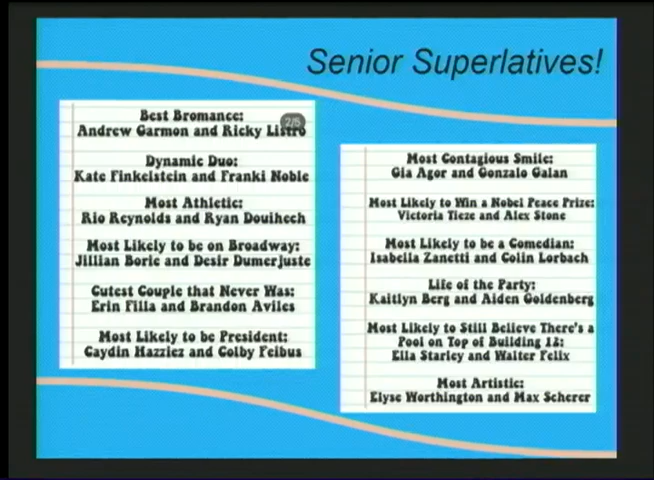 Senior Superlatives!
Best Bromance:
Andrew Garmon and Ricky Listro
2/5
Dynamic Duo:
Kate Finkelstein and Franki Noble
Most Athletic:
Rio Reynolds and Ryan Douihech
Most Likely to be on Broadway:
Jillian Borie and Desir Dumerjuste
Cutest Couple that Never Was:
Erin Filla and Brandon Aviles
Most Likely to be President:
Caydin Hazziez and Colby Feibus
Most Contagious Smile:
Gia Agor and Gonzalo Galan
Most Likely to Win a Nobel Peace Prize:
Victoria Tieze and Alex Stone
Most Likely to be a Comedian:
Isabella Zanetti and Colin Lorbach
Life of the Party:
Kaitlyn Berg and Aiden Goldenberg
Most Likely to Still Believe There's a
Pool on Top of Building 12:
Ella Starley and Walter Felix
Most Artistic:
Elyse Worthington and Max Scherer